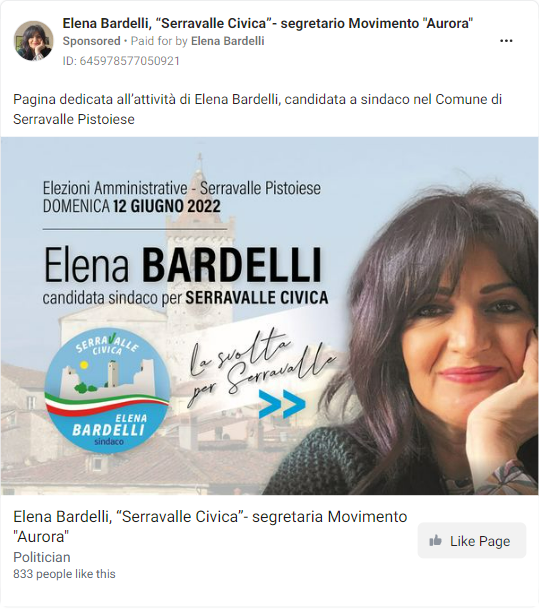 Elena Bardelli, “Serravalle Civica”- segretario Movimento "Aurora"
Sponsored • Paid for by Elena Bardelli
ID: 645978577050921
Pagina dedicata all’attività di Elena Bardelli, candidata a sindaco nel Comune di
Serravalle Pistoiese
Elezioni Amministrative - Serravalle Pistoiese
DOMENICA 12 GIUGNO 2022
Elena BARDELLI
candidata sindaco per SERRAVALLE CIVICA
SERRAVALLE
CIVICA
ELENA
BARDELLI
sindaco
la svolta
per Serravalle
>>
Elena Bardelli, “Serravalle Civica”- segretaria Movimento
"Aurora"
Politician
833 people like this
Like Page